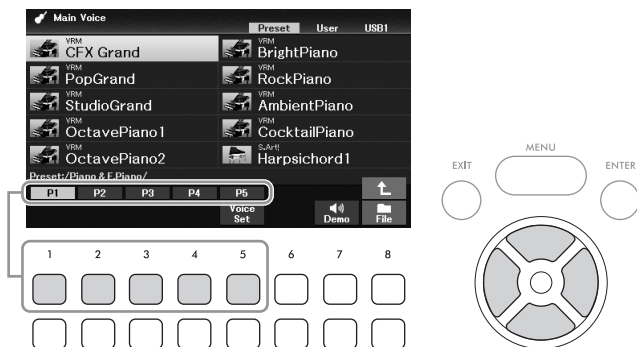 Main Voice
Preset User USB1
VRM CFX Grand VRM BrightPiano
VRM PopGrand VRM RockPiano
VRM StudioGrand VRM AmbientPiano
VRM OctavePiano1 VRM CocktailPiano
VRM OctavePiano2 S.Art! Harpsichord1
Preset:/Piano & E.Piano/
P1 P2 P3 P4 P5
Voice Set Demo File
1 2 3 4 5 6 7 8
EXIT MENU ENTER